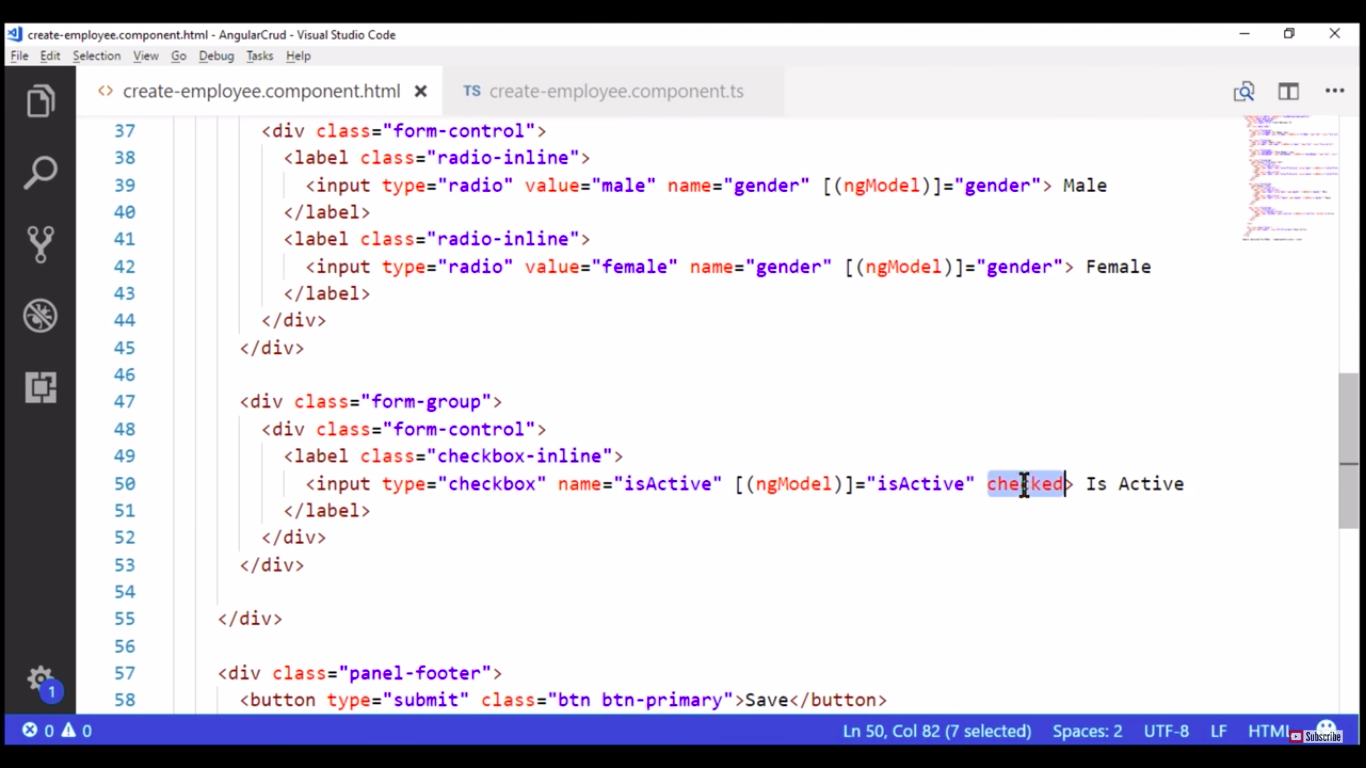 create-employee.component.html - AngularCrud - Visual Studio Code
File Edit Selection View Go Debug Tasks Help
<> create-employee.component.html TS create-employee.component.ts
37 <div class="form-control">
38 <label class="radio-inline">
39 <input type="radio" value="male" name="gender" [(ngModel)]="gender"> Male
40 </label>
41 <label class="radio-inline">
42 <input type="radio" value="female" name="gender" [(ngModel)]="gender"> Female
43 </label>
44 </div>
45 </div>
46
47 <div class="form-group">
48 <div class="form-control">
49 <label class="checkbox-inline">
50 <input type="checkbox" name="isActive" [(ngModel)]="isActive" checked> Is Active
51 </label>
52 </div>
53 </div>
54
55 </div>
56
57 <div class="panel-footer">
58 <button type="submit" class="btn btn-primary">Save</button>
1
0 0 Ln 50, Col 82 (7 selected) Spaces: 2 UTF-8 LF HTML Subscribe